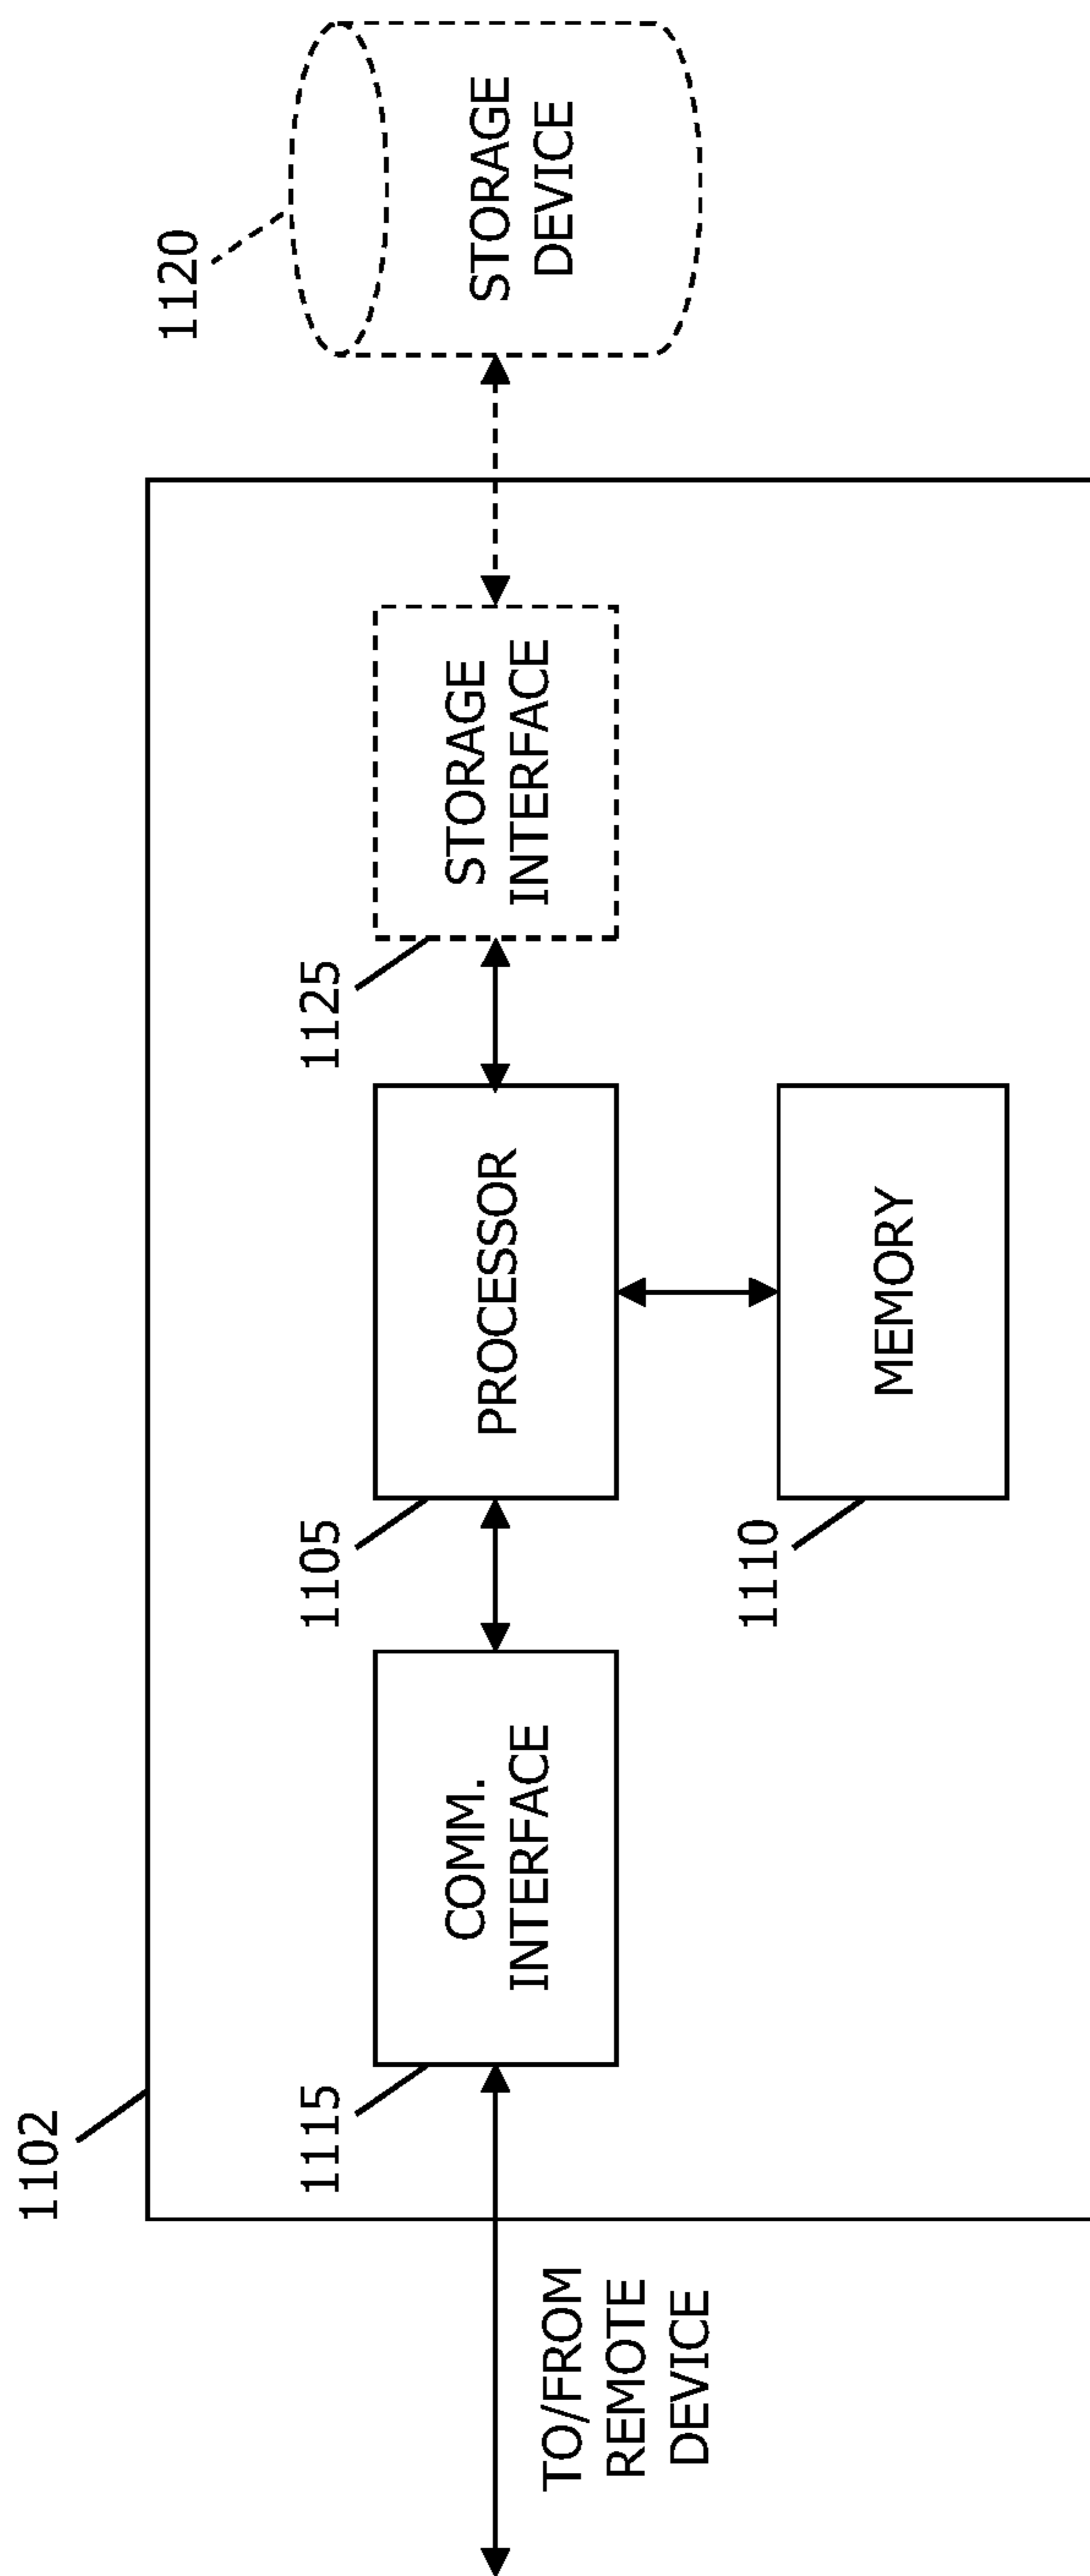 1102
1120
1115
1105
1125
COMM.
INTERFACE
PROCESSOR
STORAGE
INTERFACE
STORAGE
DEVICE
TO/FROM
REMOTE
DEVICE
1110
MEMORY